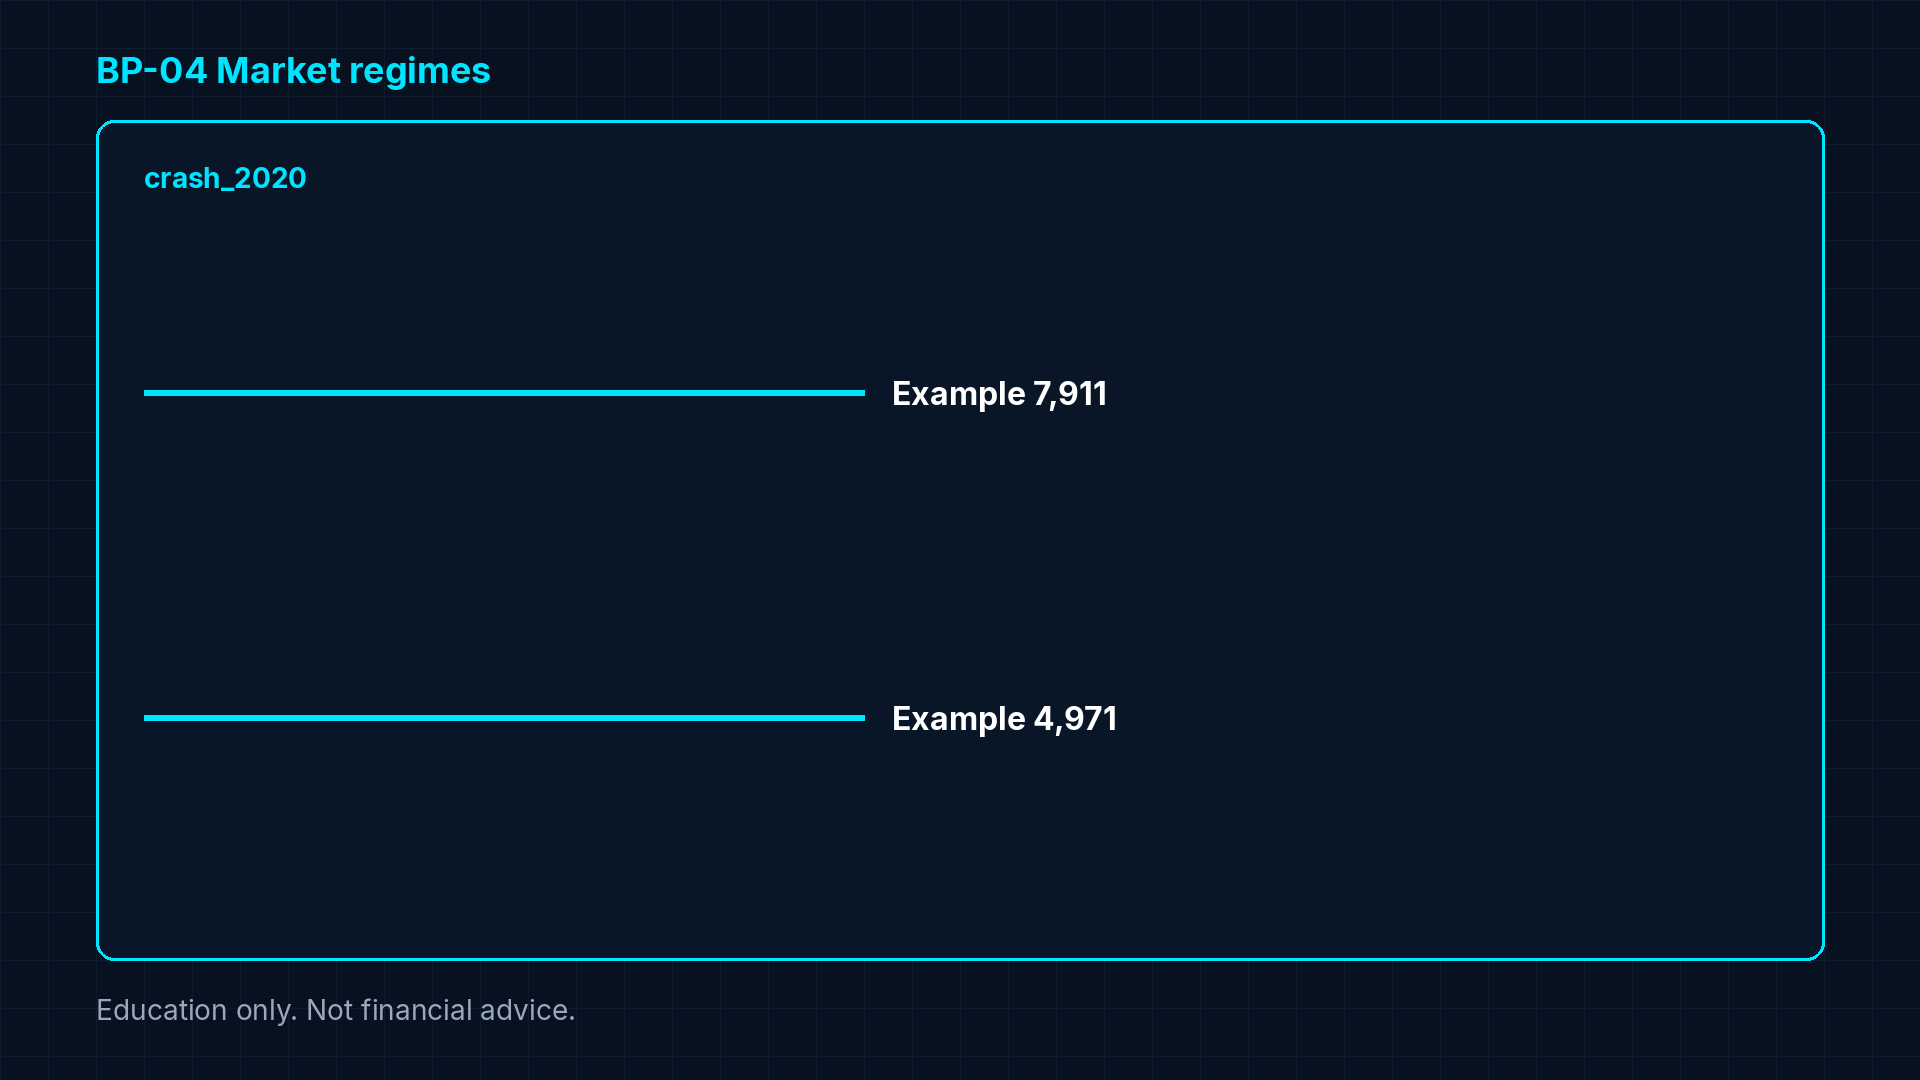 BP-04 Market regimes
crash_2020
Example 7,911
Example 4,971
Education only. Not financial advice.